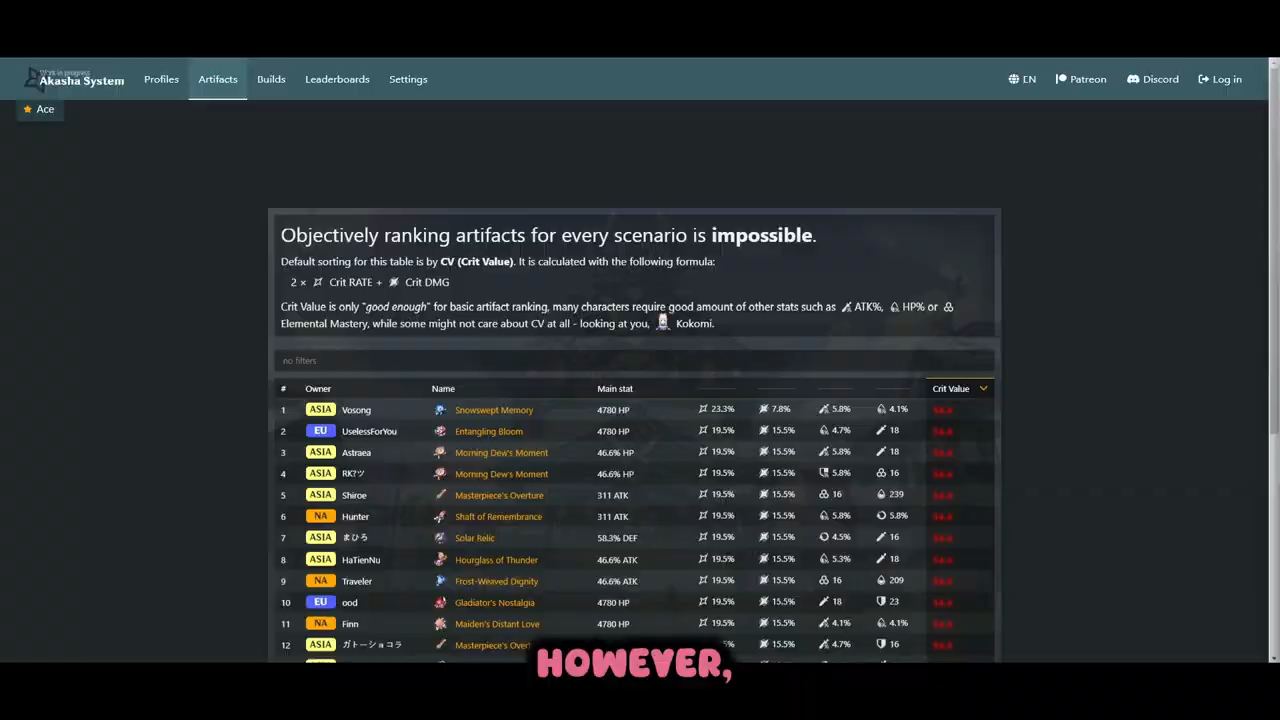 Work in progress
Akasha System
Profiles
Artifacts
Builds
Leaderboards
Settings
EN
Patreon
Discord
Log in
Ace
Objectively ranking artifacts for every scenario is impossible.
Default sorting for this table is by CV (Crit Value). It is calculated with the following formula:
2 × Crit RATE + Crit DMG
Crit Value is only "good enough" for basic artifact ranking, many characters require good amount of other stats such as ATK%, HP% or
Elemental Mastery, while some might not care about CV at all - looking at you, Kokomi.
no filters
# Owner Name Main stat Crit Value
1 ASIA Vosong Snowswept Memory 4780 HP 23.3% 7.8% 5.8% 4.1%
2 EU UselessForYou Entangling Bloom 4780 HP 19.5% 15.5% 4.7% 18
3 ASIA Astraea Morning Dew's Moment 46.6% HP 19.5% 15.5% 5.8% 18
4 ASIA RK?ツ Morning Dew's Moment 46.6% HP 19.5% 15.5% 5.8% 16
5 ASIA Shiroe Masterpiece's Overture 311 ATK 19.5% 15.5% 16 239
6 NA Hunter Shaft of Remembrance 311 ATK 19.5% 15.5% 5.8% 5.8%
7 ASIA まひろ Solar Relic 58.3% DEF 19.5% 15.5% 4.5% 16
8 ASIA HaTienNu Hourglass of Thunder 46.6% ATK 19.5% 15.5% 5.3% 18
9 NA Traveler Frost-Weaved Dignity 46.6% ATK 19.5% 15.5% 16 209
10 EU ood Gladiator's Nostalgia 4780 HP 19.5% 15.5% 18 23
11 NA Finn Maiden's Distant Love 4780 HP 19.5% 15.5% 4.1% 4.1%
12 ASIA ガトーショコラ Masterpiece's 311 ATK 15.5% 4.7% 16
HOWEVER,